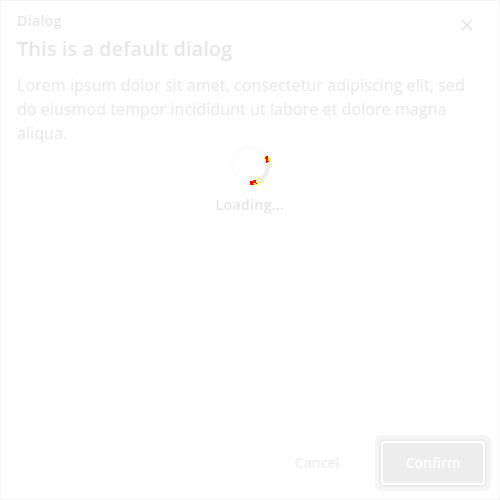 Dialog
This is a default dialog
Lorem ipsum dolor sit amet, consectetur adipiscing elit, sed
do eiusmod tempor incididunt ut labore et dolore magna
aliqua.
Loading...
Cancel
Confirm